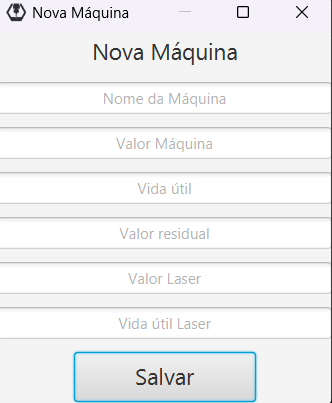 Nova Máquina
Nova Máquina
Nome da Máquina
Valor Máquina
Vida útil
Valor residual
Valor Laser
Vida útil Laser
Salvar